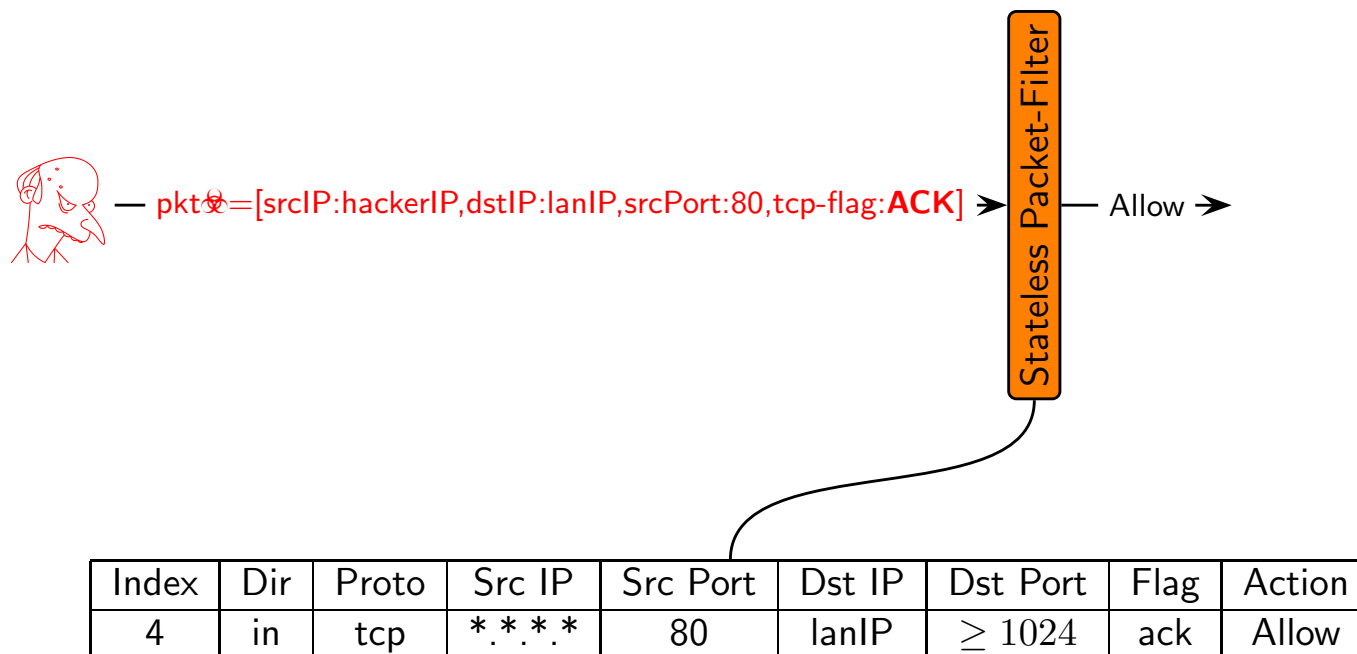 Stateless Packet-Filter
pkt☣=[srcIP:hackerIP,dstIP:lanIP,srcPort:80,tcp-flag:ACK]
Allow
Index Dir Proto Src IP Src Port Dst IP Dst Port Flag Action
4 in tcp *.*.*.* 80 lanIP ≥ 1024 ack Allow